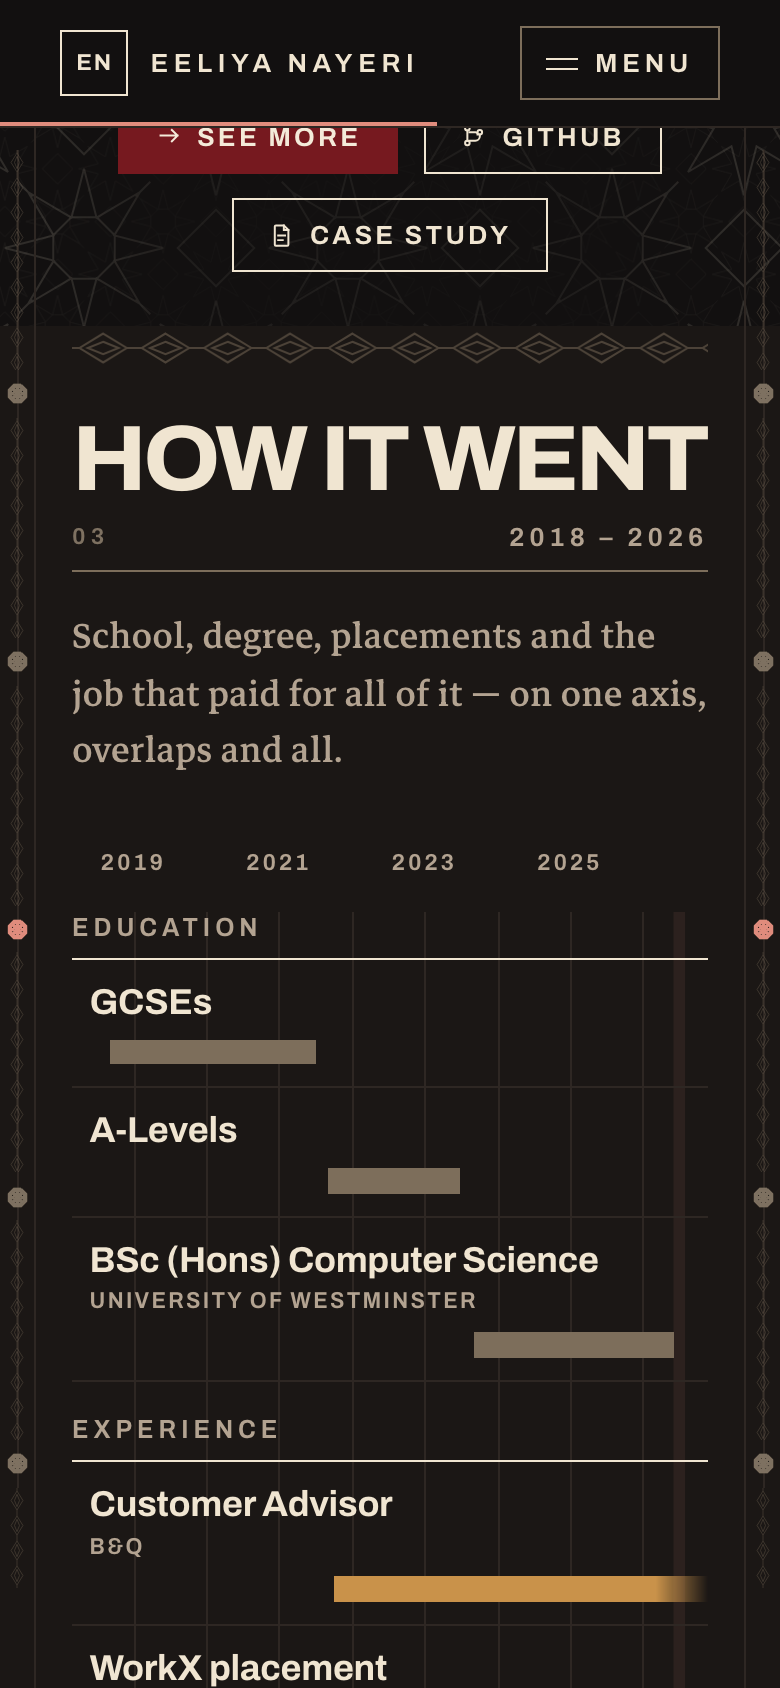 EN EELIYA NAYERI MENU
SEE MORE GITHUB
CASE STUDY
HOW IT WENT
03 2018 – 2026
School, degree, placements and the
job that paid for all of it — on one axis,
overlaps and all.
2019 2021 2023 2025
EDUCATION
GCSEs
A-Levels
BSc (Hons) Computer Science
UNIVERSITY OF WESTMINSTER
EXPERIENCE
Customer Advisor
B&Q
WorkX placement